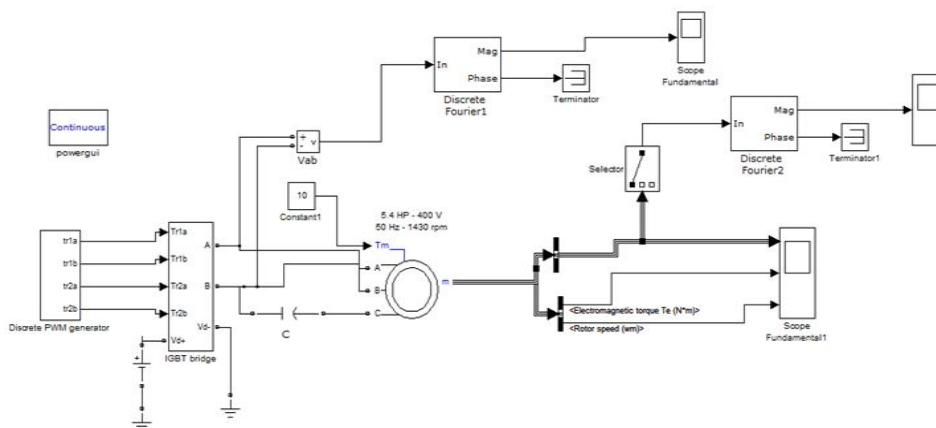 Mag
In
Phase
Discrete
Fourier1
Scope
Fundamental
Terminator
Mag
In
Phase
Discrete
Fourier2
Terminator1
Continuous
powergui
+
-
v
Vab
Selector
10
Constant1
5.4 HP - 400 V
50 Hz - 1430 rpm
Tm
A
B
C
m
tr1a
tr1b
tr2a
tr2b
Discrete PWM generator
Tr1a
Tr1b
Tr2a
Tr2b
Vd+
A
B
Vd-
IGBT bridge
+
C
<Electromagnetic torque Te (N*m)>
<Rotor speed (wm)>
Scope
Fundamental1